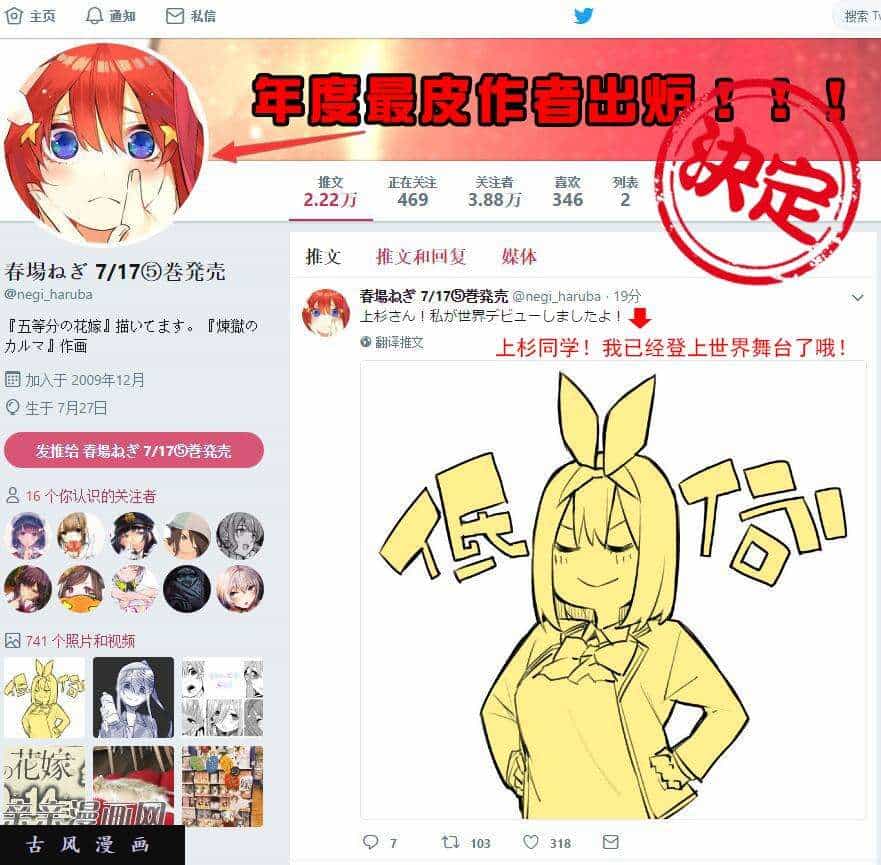 主页 通知 私信 搜索 Tw
年度最皮作者出炉！！！
决定
推文 正在关注 关注者 喜欢 列表
2.22万 469 3.88万 346 2
春場ねぎ 7/17⑤巻発売
@negi_haruba
『五等分の花嫁』描いてます。『煉獄の
カルマ』作画
加入于 2009年12月
生于 7月27日
发推给 春場ねぎ 7/17⑤巻発売
16 个你认识的关注者
741 个照片和视频
の花嫁
14
亲亲漫画网
古风漫画
推文 推文和回复 媒体
春場ねぎ 7/17⑤巻発売 @negi_haruba · 19分
上杉さん！私が世界デビューしましたよ！
翻译推文
上杉同学！我已经登上世界舞台了哦！
低调
7 103 318